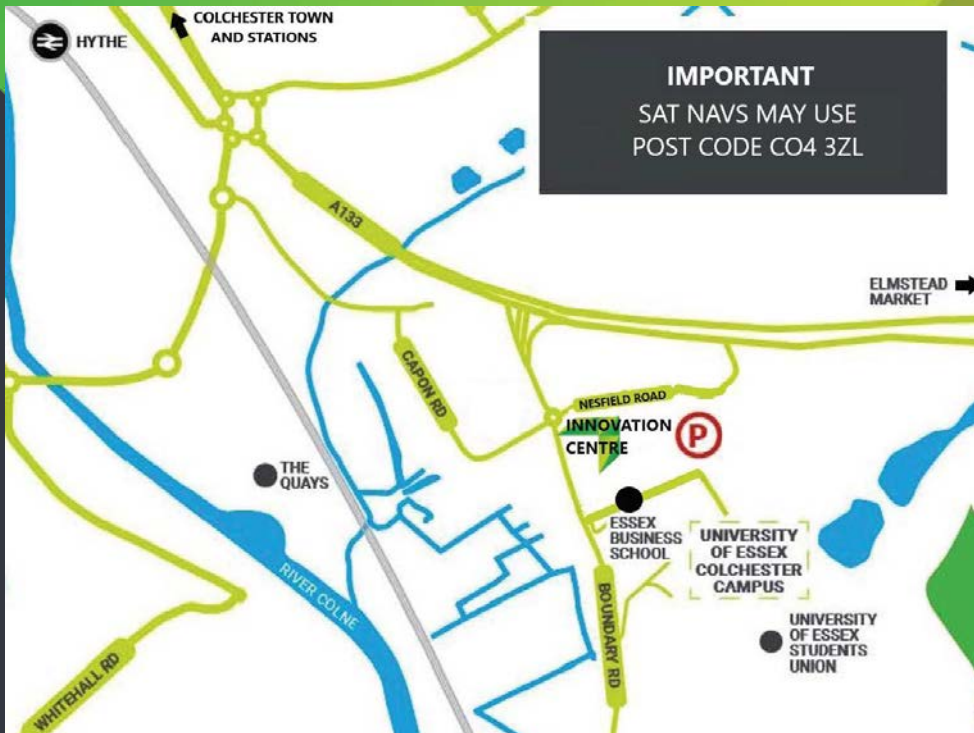 COLCHESTER TOWN
AND STATIONS
HYTHE
IMPORTANT
SAT NAVS MAY USE
POST CODE CO4 3ZL
A133
ELMSTEAD
MARKET
CAPON RD
NESFIELD ROAD
INNOVATION
CENTRE
P
THE
QUAYS
ESSEX
BUSINESS
SCHOOL
UNIVERSITY
OF ESSEX
COLCHESTER
CAMPUS
RIVER COLNE
BOUNDARY RD
UNIVERSITY
OF ESSEX
STUDENTS
UNION
WHITEHALL RD